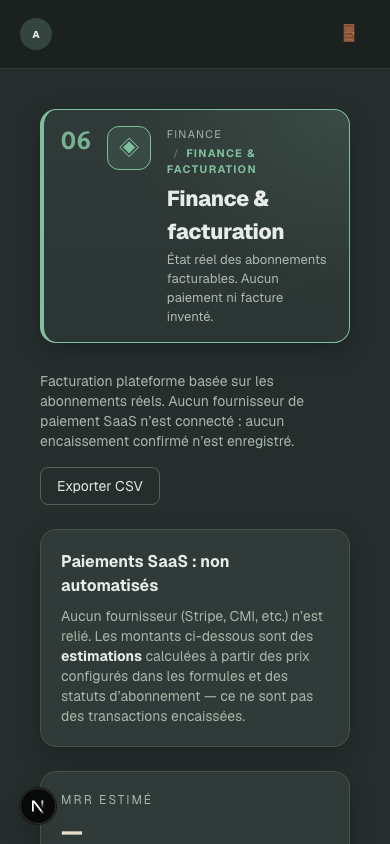 A
06
FINANCE
/ FINANCE &
FACTURATION
Finance &
facturation
État réel des abonnements
facturables. Aucun
paiement ni facture
inventé.
Facturation plateforme basée sur les
abonnements réels. Aucun fournisseur de
paiement SaaS n’est connecté : aucun
encaissement confirmé n’est enregistré.
Exporter CSV
Paiements SaaS : non
automatisés
Aucun fournisseur (Stripe, CMI, etc.) n’est
relié. Les montants ci-dessous sont des
estimations calculées à partir des prix
configurés dans les formules et des
statuts d’abonnement — ce ne sont pas
des transactions encaissées.
MRR ESTIMÉ
—
N